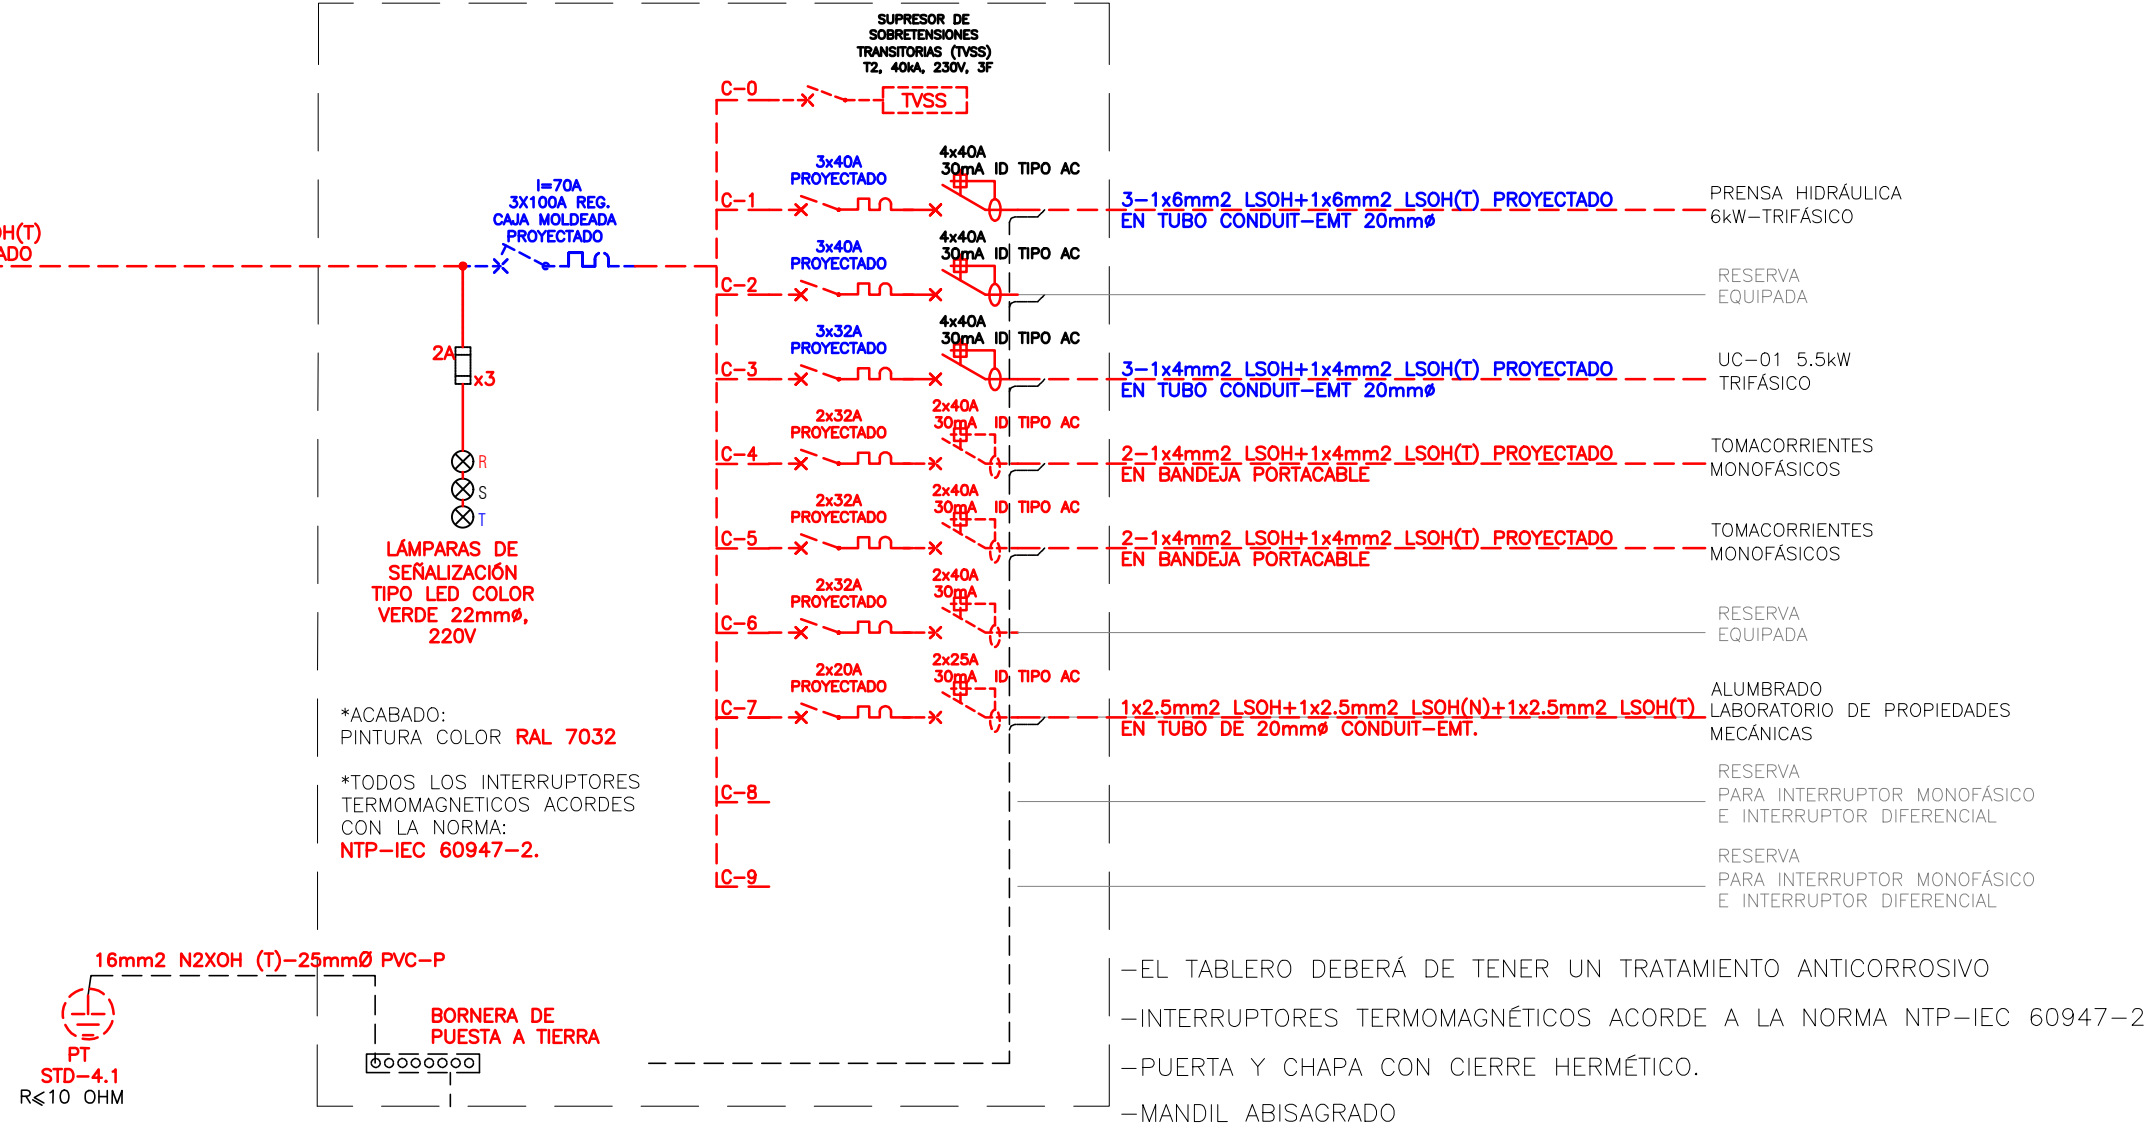 SUPRESOR DE
SOBRETENSIONES
TRANSITORIAS (TVSS)
T2, 40kA, 230V, 3F
C-0
TVSS
OH(T)
ADO
I=70A
3X100A REG.
CAJA MOLDEADA
PROYECTADO
2A
x3
R
S
T
LÁMPARAS DE
SEÑALIZACIÓN
TIPO LED COLOR
VERDE 22mmø,
220V
C-1
3x40A
PROYECTADO
4x40A
30mA ID TIPO AC
3-1x6mm2 LSOH+1x6mm2 LSOH(T) PROYECTADO
EN TUBO CONDUIT-EMT 20mmø
PRENSA HIDRÁULICA
6kW-TRIFÁSICO
C-2
3x40A
PROYECTADO
4x40A
30mA ID TIPO AC
RESERVA
EQUIPADA
C-3
3x32A
PROYECTADO
4x40A
30mA ID TIPO AC
3-1x4mm2 LSOH+1x4mm2 LSOH(T) PROYECTADO
EN TUBO CONDUIT-EMT 20mmø
UC-01 5.5kW
TRIFÁSICO
C-4
2x32A
PROYECTADO
2x40A
30mA ID TIPO AC
2-1x4mm2 LSOH+1x4mm2 LSOH(T) PROYECTADO
EN BANDEJA PORTACABLE
TOMACORRIENTES
MONOFÁSICOS
C-5
2x32A
PROYECTADO
2x40A
30mA ID TIPO AC
2-1x4mm2 LSOH+1x4mm2 LSOH(T) PROYECTADO
EN BANDEJA PORTACABLE
TOMACORRIENTES
MONOFÁSICOS
C-6
2x32A
PROYECTADO
2x40A
30mA
RESERVA
EQUIPADA
C-7
2x20A
PROYECTADO
2x25A
30mA ID TIPO AC
1x2.5mm2 LSOH+1x2.5mm2 LSOH(N)+1x2.5mm2 LSOH(T)
EN TUBO DE 20mmø CONDUIT-EMT.
ALUMBRADO
LABORATORIO DE PROPIEDADES
MECÁNICAS
C-8
RESERVA
PARA INTERRUPTOR MONOFÁSICO
E INTERRUPTOR DIFERENCIAL
C-9
RESERVA
PARA INTERRUPTOR MONOFÁSICO
E INTERRUPTOR DIFERENCIAL
*ACABADO:
PINTURA COLOR RAL 7032
*TODOS LOS INTERRUPTORES
TERMOMAGNETICOS ACORDES
CON LA NORMA:
NTP-IEC 60947-2.
16mm2 N2XOH (T)-25mmØ PVC-P
PT
STD-4.1
R⩽10 OHM
BORNERA DE
PUESTA A TIERRA
-EL TABLERO DEBERÁ DE TENER UN TRATAMIENTO ANTICORROSIVO
-INTERRUPTORES TERMOMAGNÉTICOS ACORDE A LA NORMA NTP-IEC 60947-2
-PUERTA Y CHAPA CON CIERRE HERMÉTICO.
-MANDIL ABISAGRADO